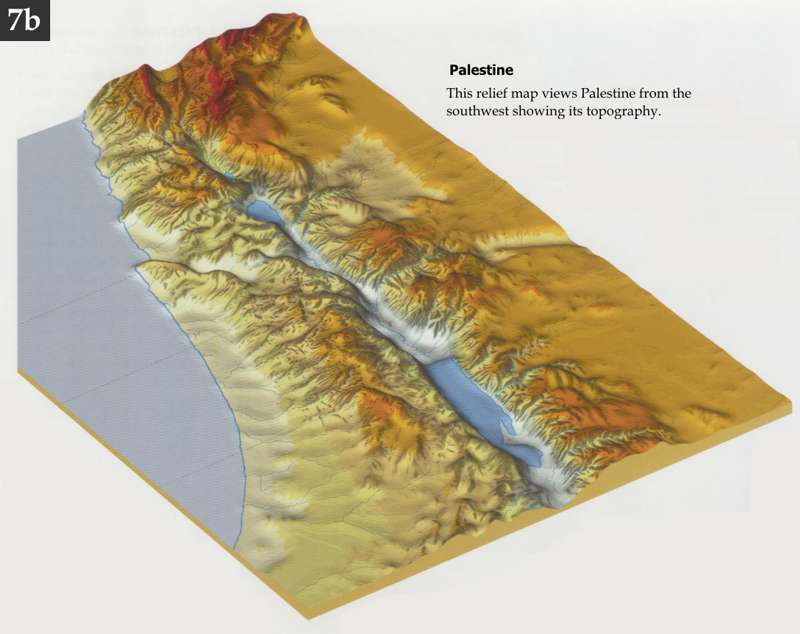 7b
Palestine
This relief map views Palestine from the
southwest showing its topography.